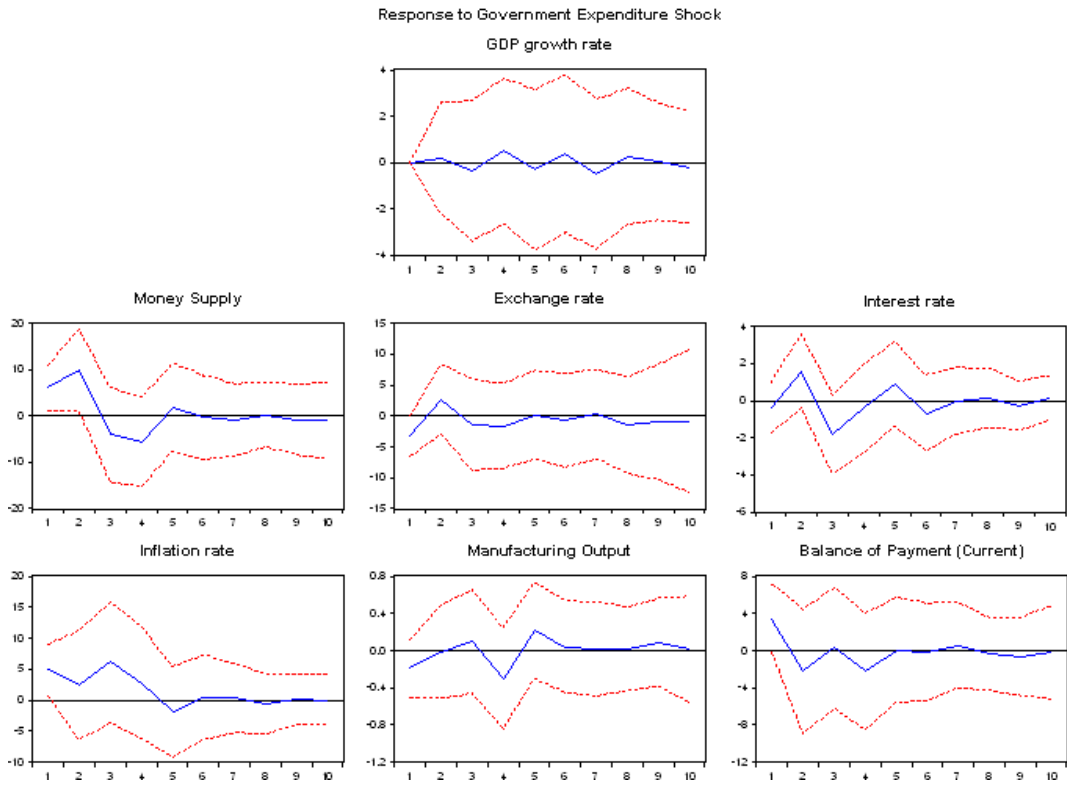 Response to Government Expenditure Shock
GDP growth rate
4
2
0
-2
-4
1 2 3 4 5 6 7 8 9 10
Money Supply
20
10
0
-10
-20
1 2 3 4 5 6 7 8 9 10
Exchange rate
15
10
5
0
-5
-10
-15
1 2 3 4 5 6 7 8 9 10
Interest rate
4
2
0
-2
-4
-6
1 2 3 4 5 6 7 8 9 10
Inflation rate
20
15
10
5
0
-5
-10
1 2 3 4 5 6 7 8 9 10
Manufacturing Output
0.8
0.4
0.0
-0.4
-0.8
-1.2
1 2 3 4 5 6 7 8 9 10
Balance of Payment (Current)
8
4
0
-4
-8
-12
1 2 3 4 5 6 7 8 9 10